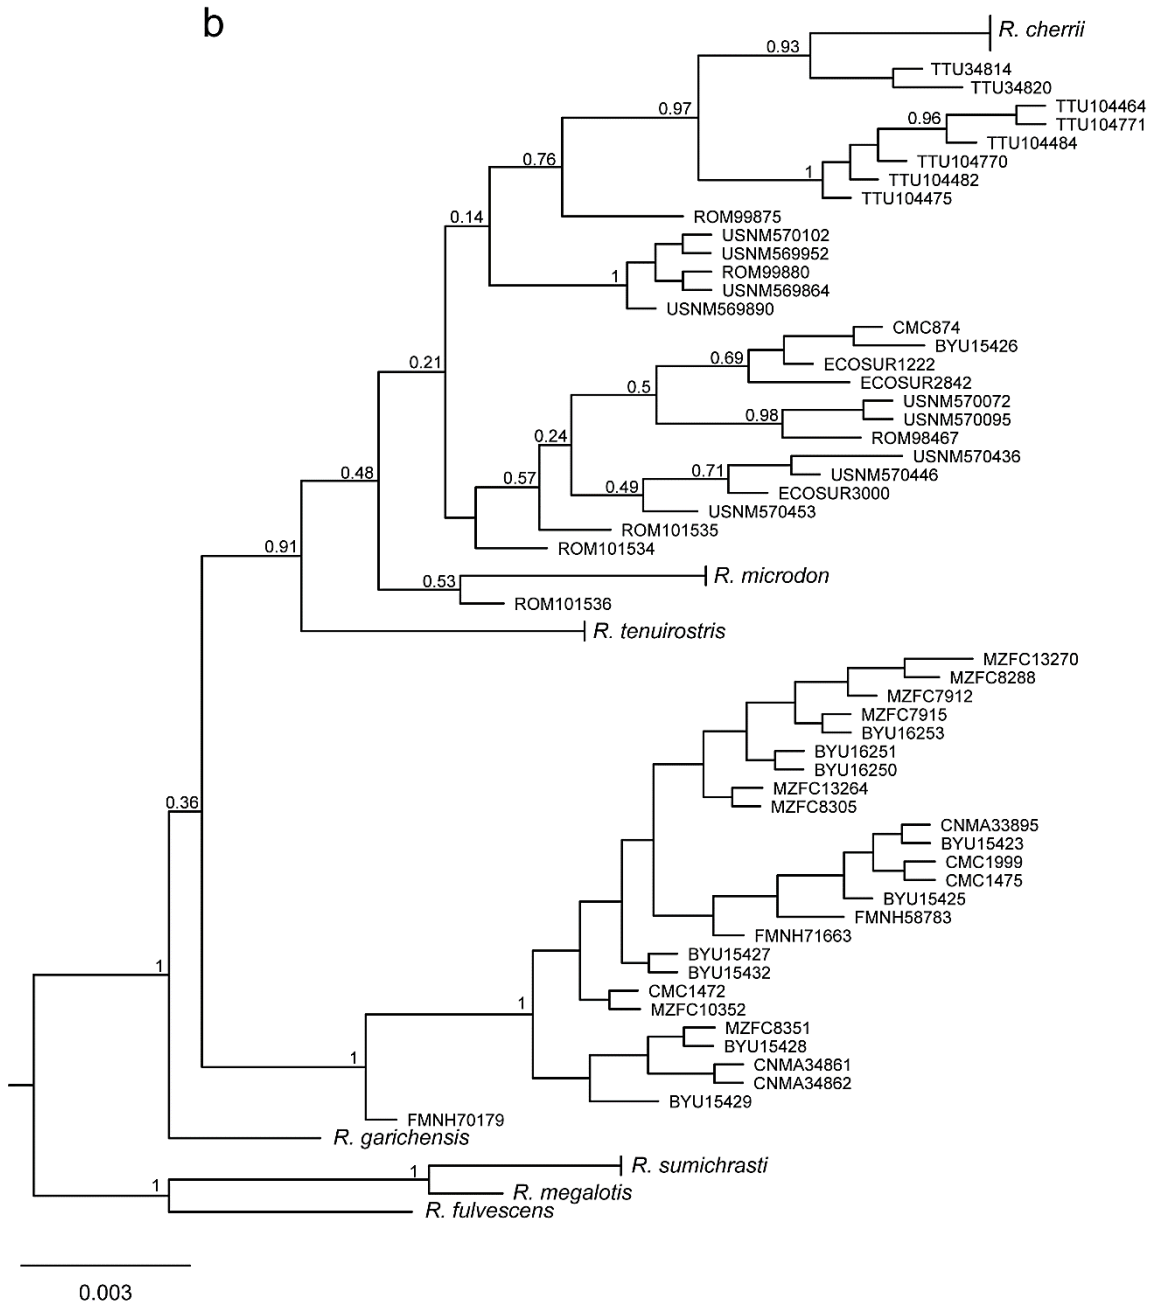 b
R. cherrii
0.93
TTU34814
TTU34820
TTU104464
0.97
0.96
TTU104771
TTU104484
0.76
TTU104770
1
TTU104482
TTU104475
0.14
ROM99875
USNM570102
USNM569952
1
ROM99880
USNM569864
USNM569890
CMC874
BYU15426
0.21
0.69
ECOSUR1222
ECOSUR2842
0.5
USNM570072
0.98
USNM570095
0.24
ROM98467
USNM570436
0.48
0.57
0.71
USNM570446
0.49
ECOSUR3000
USNM570453
ROM101535
0.91
ROM101534
0.53
R. microdon
ROM101536
R. tenuirostris
MZFC13270
MZFC8288
MZFC7912
MZFC7915
BYU16253
BYU16251
BYU16250
MZFC13264
0.36
MZFC8305
CNMA33895
BYU15423
CMC1999
CMC1475
BYU15425
FMNH58783
FMNH71663
BYU15427
1
BYU15432
CMC1472
1
MZFC10352
MZFC8351
BYU15428
1
CNMA34861
CNMA34862
BYU15429
FMNH70179
R. garichensis
1
R. sumichrasti
1
R. megalotis
R. fulvescens
0.003